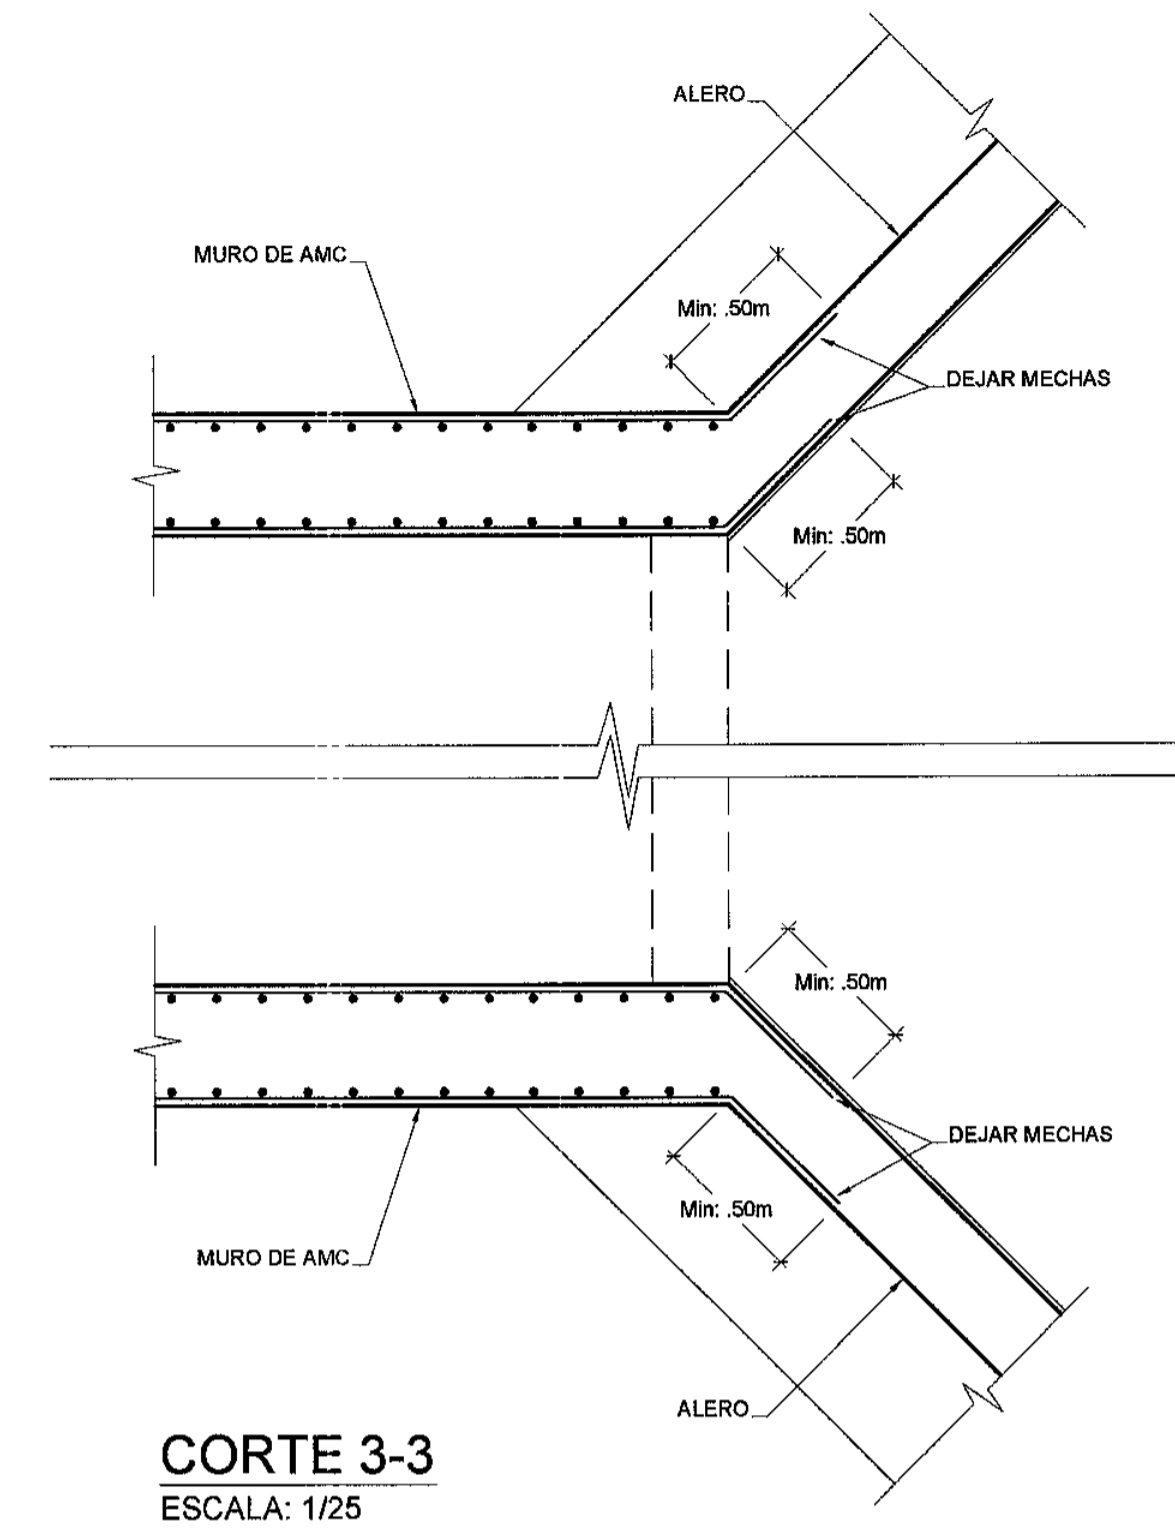 ALERO
MURO DE AMC
Min: .50m
DEJAR MECHAS
Min: .50m
Min: .50m
DEJAR MECHAS
Min: .50m
MURO DE AMC
ALERO
CORTE 3-3
ESCALA: 1/25